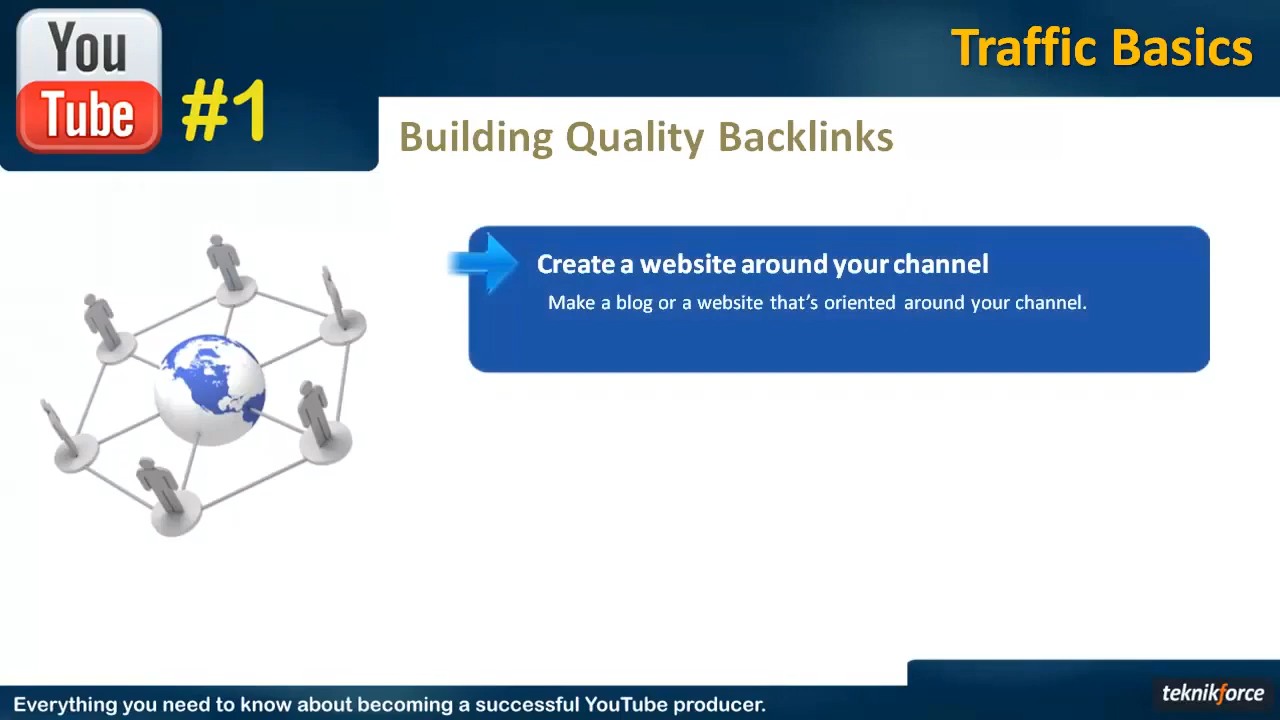 You
Tube
#1
Traffic Basics
Building Quality Backlinks
Create a website around your channel
Make a blog or a website that's oriented around your channel.
Everything you need to know about becoming a successful YouTube producer.
teknikforce